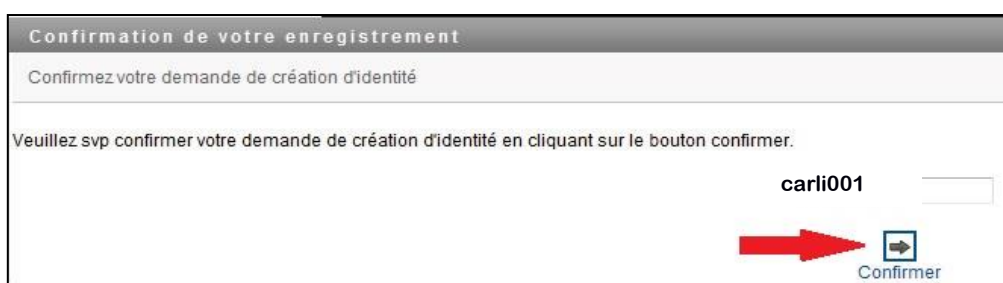 Confirmation de votre enregistrement
Confirmez votre demande de création d'identité
Veuillez svp confirmer votre demande de création d'identité en cliquant sur le bouton confirmer.
carli001
Confirmer